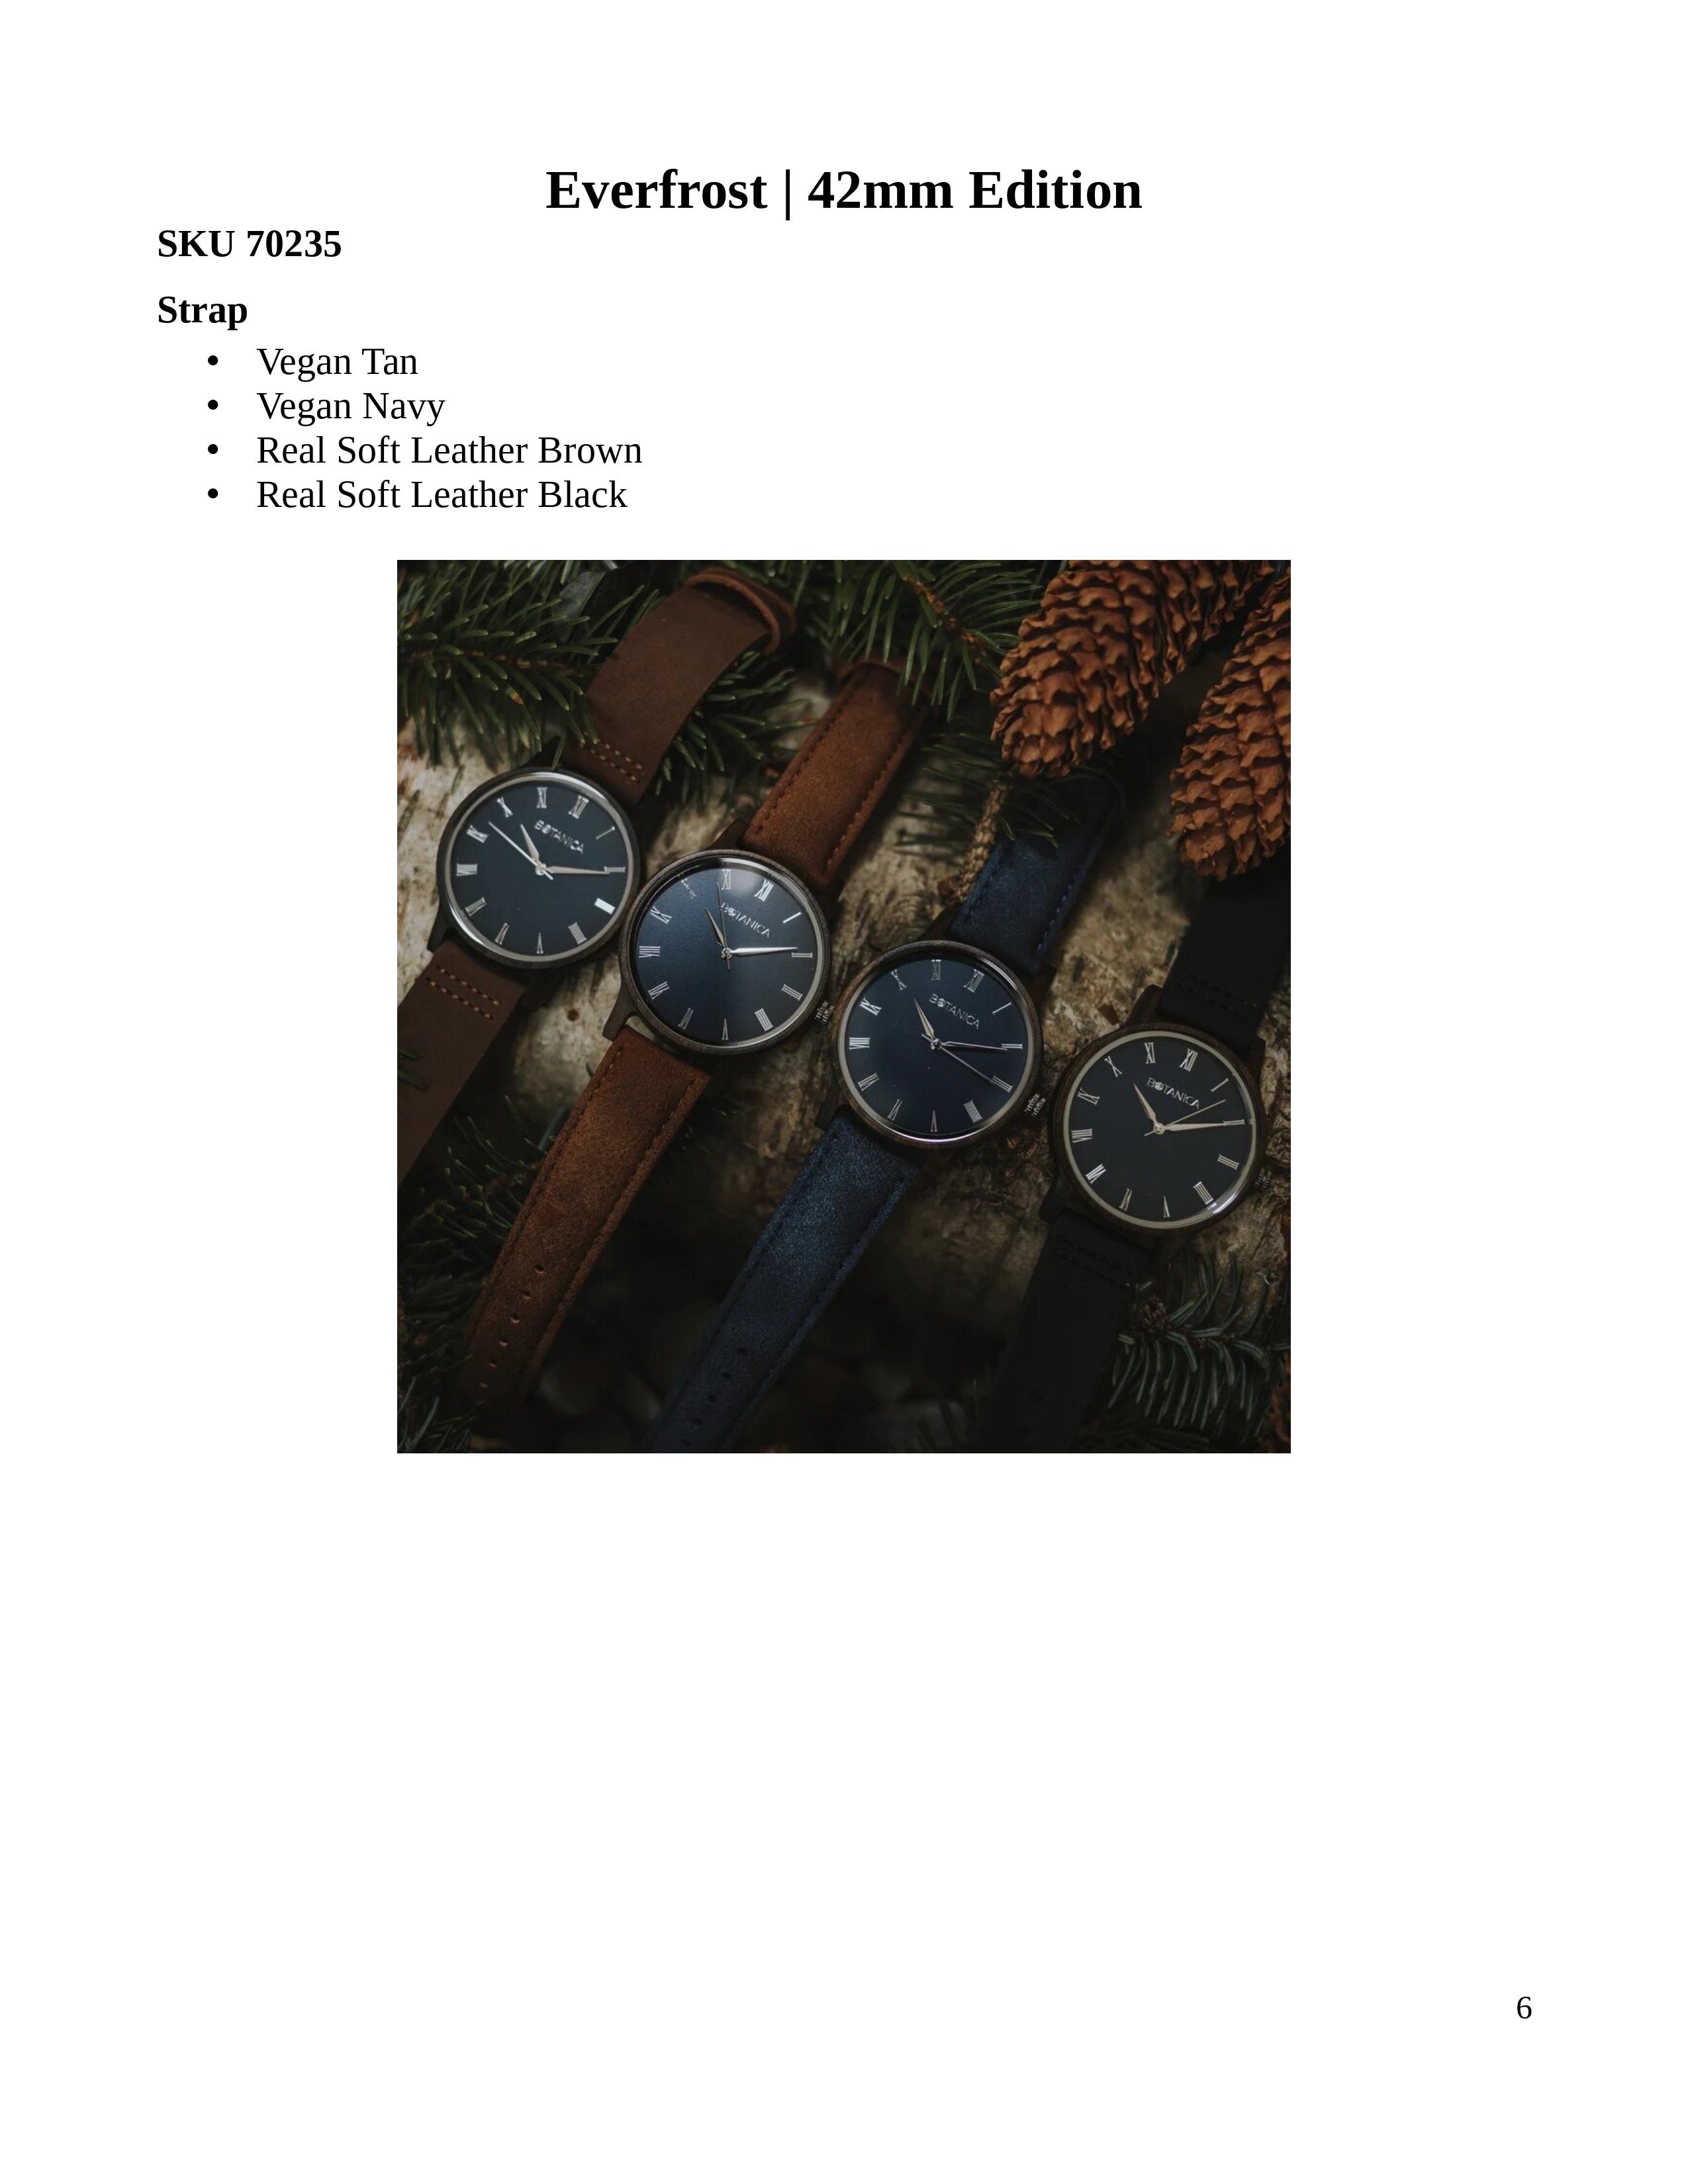 Everfrost | 42mm Edition
SKU 70235
Strap
• Vegan Tan
• Vegan Navy
• Real Soft Leather Brown
• Real Soft Leather Black
BOTANICA
BOTANICA
BOTANICA
BOTANICA
6